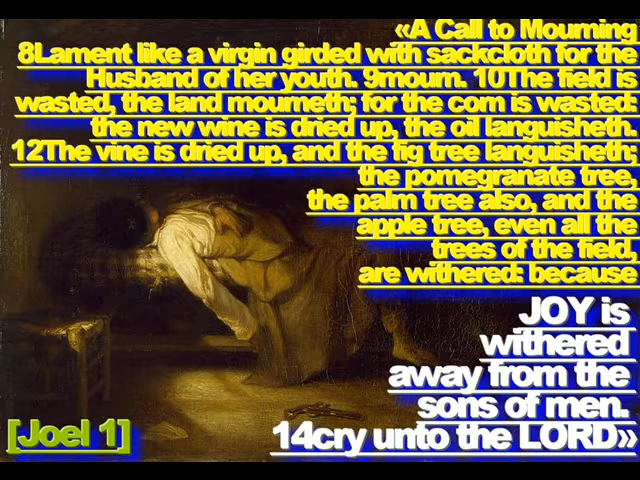 «A Call to Mourning
8Lament like a virgin girded with sackcloth for the
Husband of her youth. 9mourn. 10The field is
wasted, the land mourneth; for the corn is wasted:
the new wine is dried up, the oil languisheth.
12The vine is dried up, and the fig tree languisheth;
the pomegranate tree,
the palm tree also, and the
apple tree, even all the
trees of the field,
are withered: because
JOY is
withered
away from the
sons of men.
14cry unto the LORD»
[Joel 1]